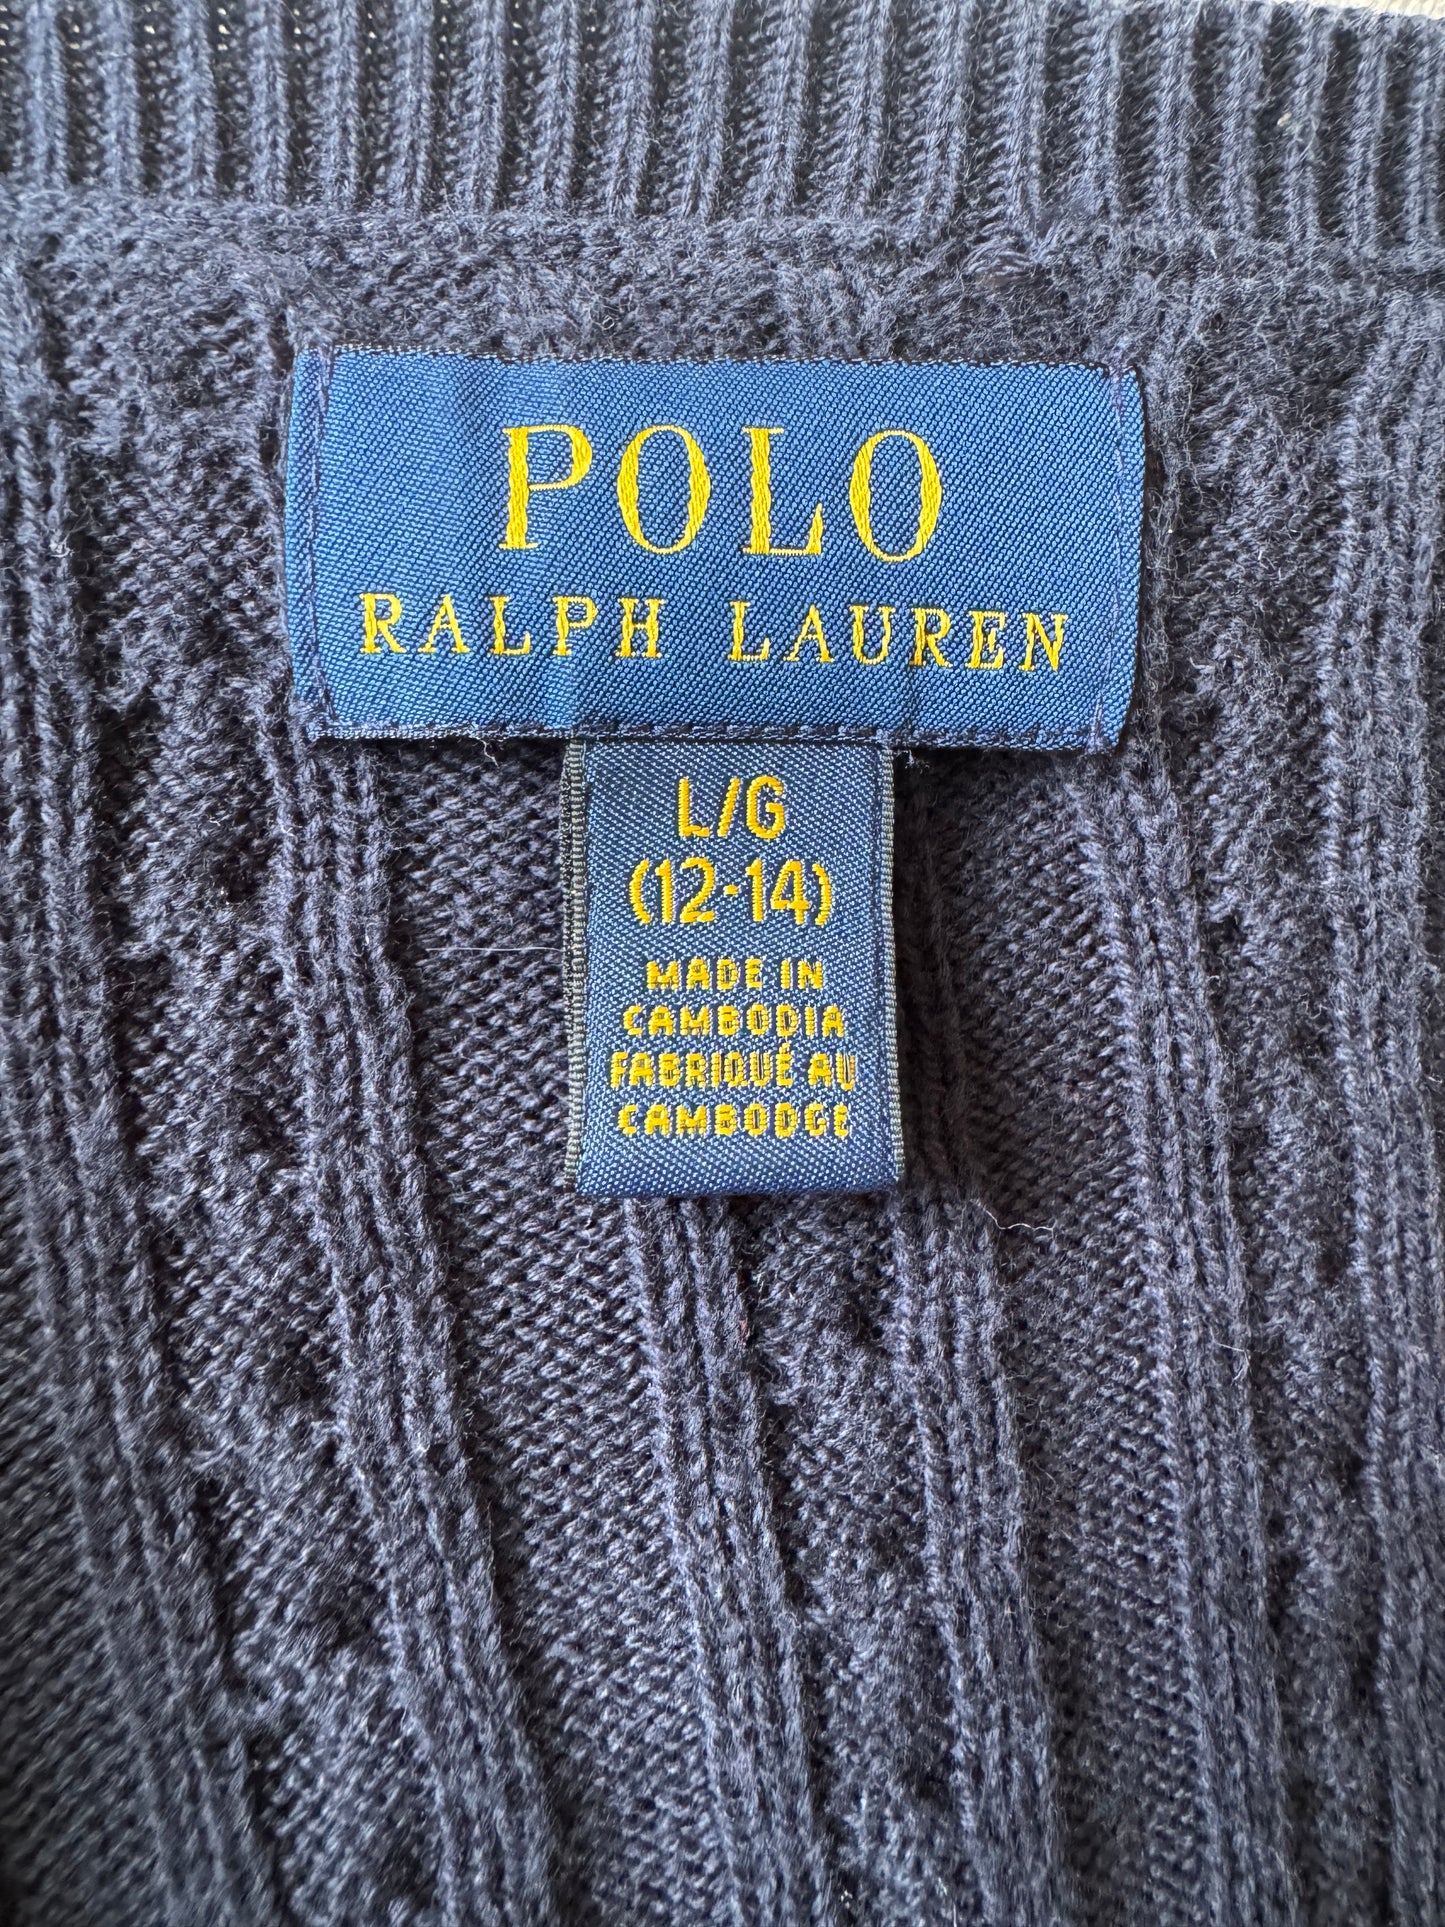 POLO
RALPH LAUREN
L/G
(12-14)
MADE IN
CAMBODIA
FABRIQUÉ AU
CAMBODGE